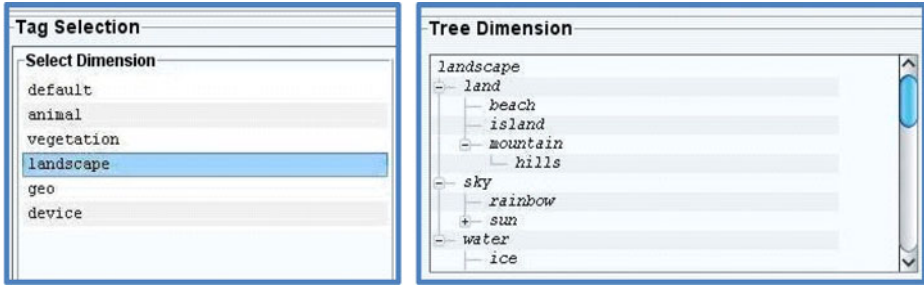 Tag Selection
Select Dimension
default
animal
vegetation
landscape
geo
device
Tree Dimension
landscape
land
beach
island
mountain
hills
sky
rainbow
sun
water
ice